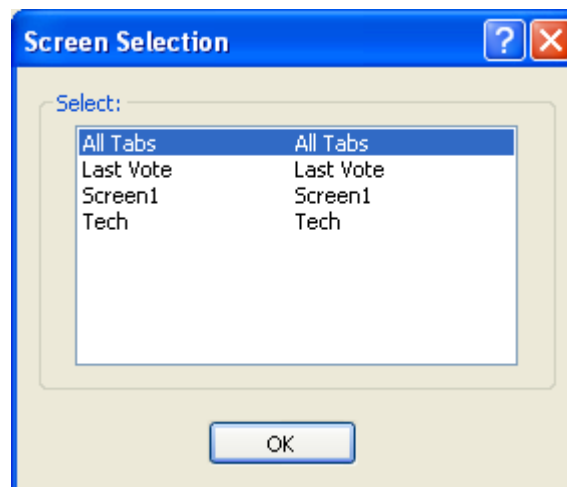 Screen Selection ?
Select:
All Tabs All Tabs
Last Vote Last Vote
Screen1 Screen1
Tech Tech
OK